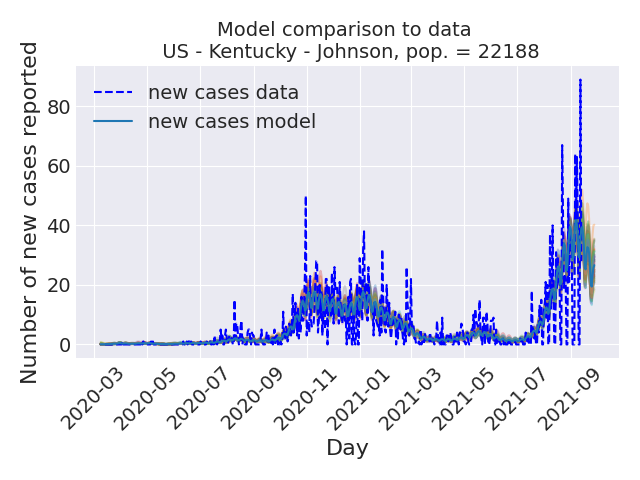 Model comparison to data
US - Kentucky - Johnson, pop. = 22188
Number of new cases reported
80
60
40
20
0
new cases data
new cases model
2020-03
2020-05
2020-07
2020-09
2020-11
2021-01
2021-03
2021-05
2021-07
2021-09
Day